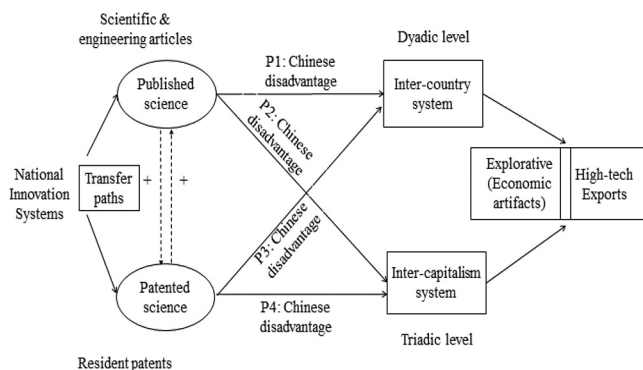 Scientific &
engineering articles
Dyadic level
P1: Chinese
disadvantage
Published
science
Inter-country
system
P2: Chinese
disadvantage
National
Innovation
Systems
Transfer
paths
+
+
Explorative
(Economic
artifacts)
High-tech
Exports
P3: Chinese
disadvantage
Patented
science
Inter-capitalism
system
P4: Chinese
disadvantage
Triadic level
Resident patents